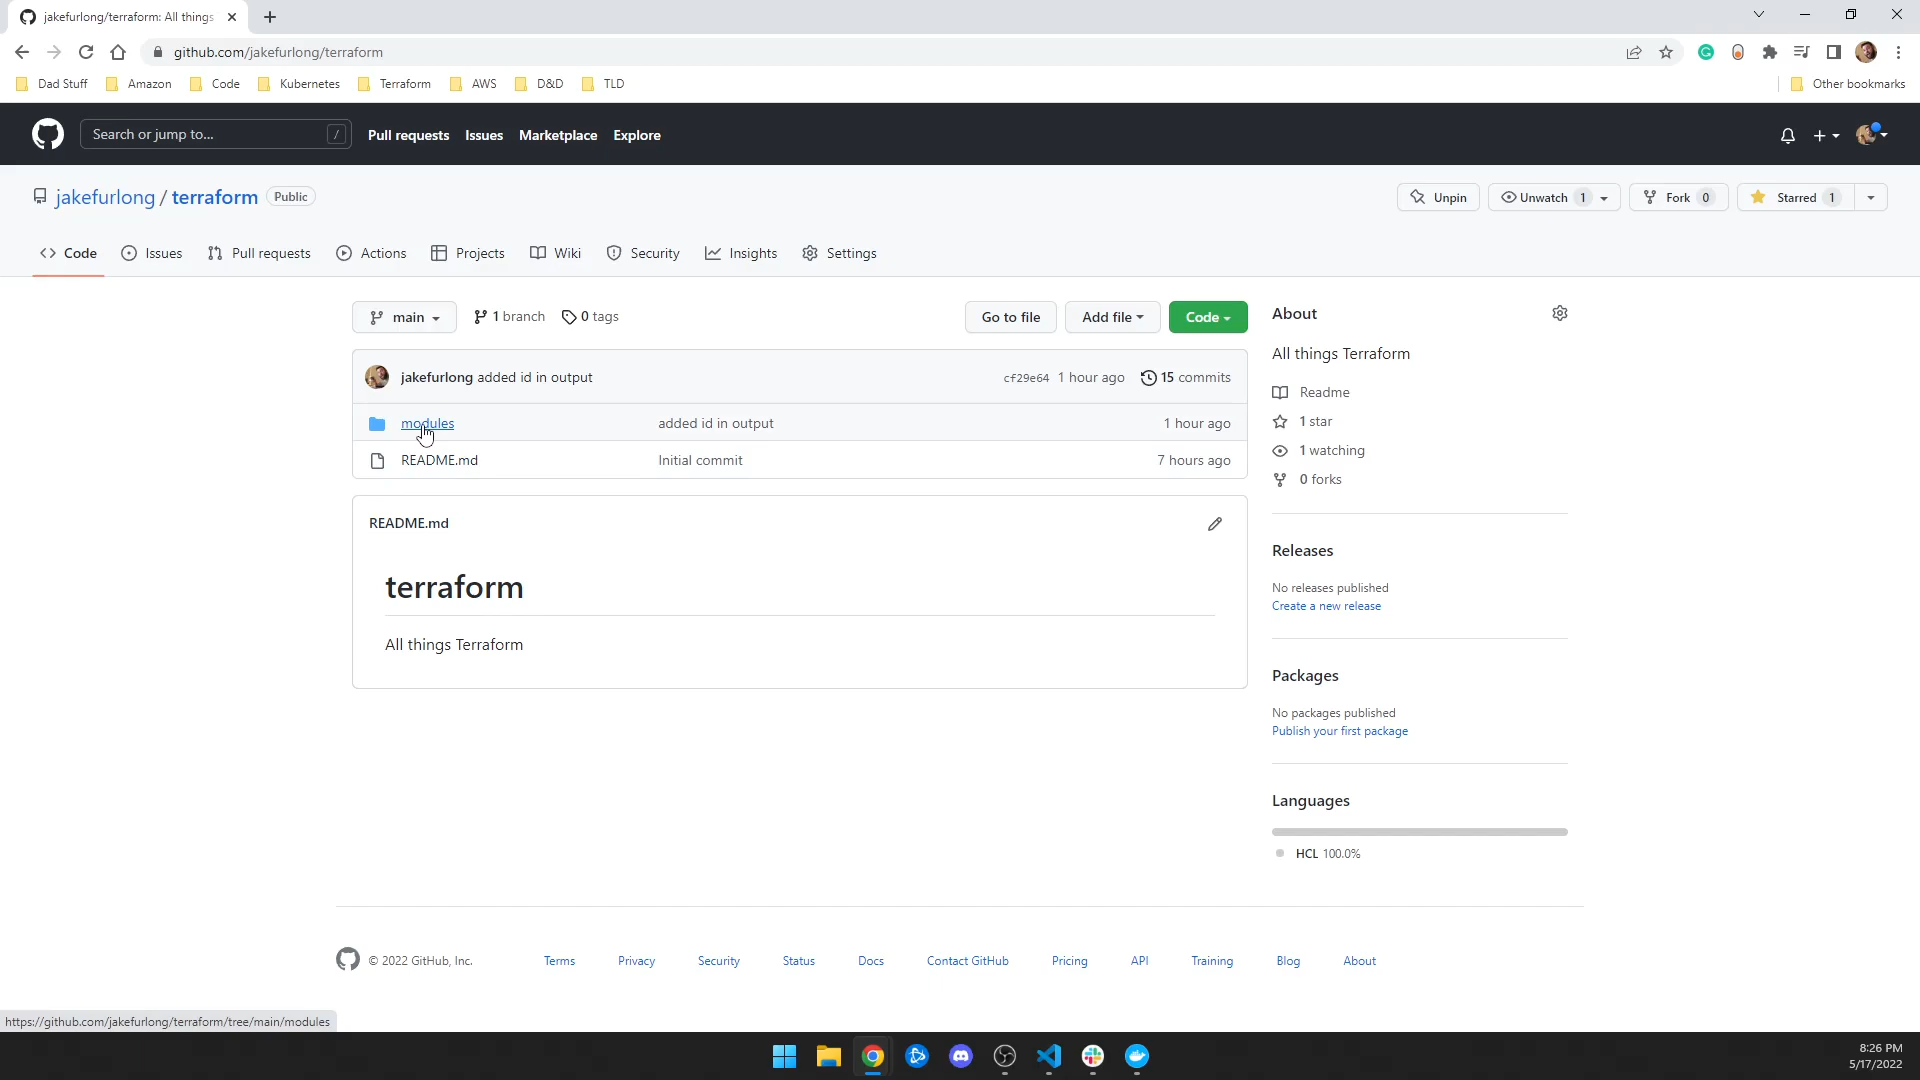 jakefurlong/terraform: All things
github.com/jakefurlong/terraform
Dad Stuff Amazon Code Kubernetes Terraform AWS D&D TLD Other bookmarks
Search or jump to... / Pull requests Issues Marketplace Explore
jakefurlong / terraform Public Unpin Unwatch 1 Fork 0 Starred 1
Code Issues Pull requests Actions Projects Wiki Security Insights Settings
main 1 branch 0 tags Go to file Add file Code
jakefurlong added id in output cf29e64 1 hour ago 15 commits
modules added id in output 1 hour ago
README.md Initial commit 7 hours ago
README.md
terraform
All things Terraform
About
All things Terraform
Readme
1 star
1 watching
0 forks
Releases
No releases published
Create a new release
Packages
No packages published
Publish your first package
Languages
HCL 100.0%
© 2022 GitHub, Inc. Terms Privacy Security Status Docs Contact GitHub Pricing API Training Blog About
https://github.com/jakefurlong/terraform/tree/main/modules
8:26 PM
5/17/2022